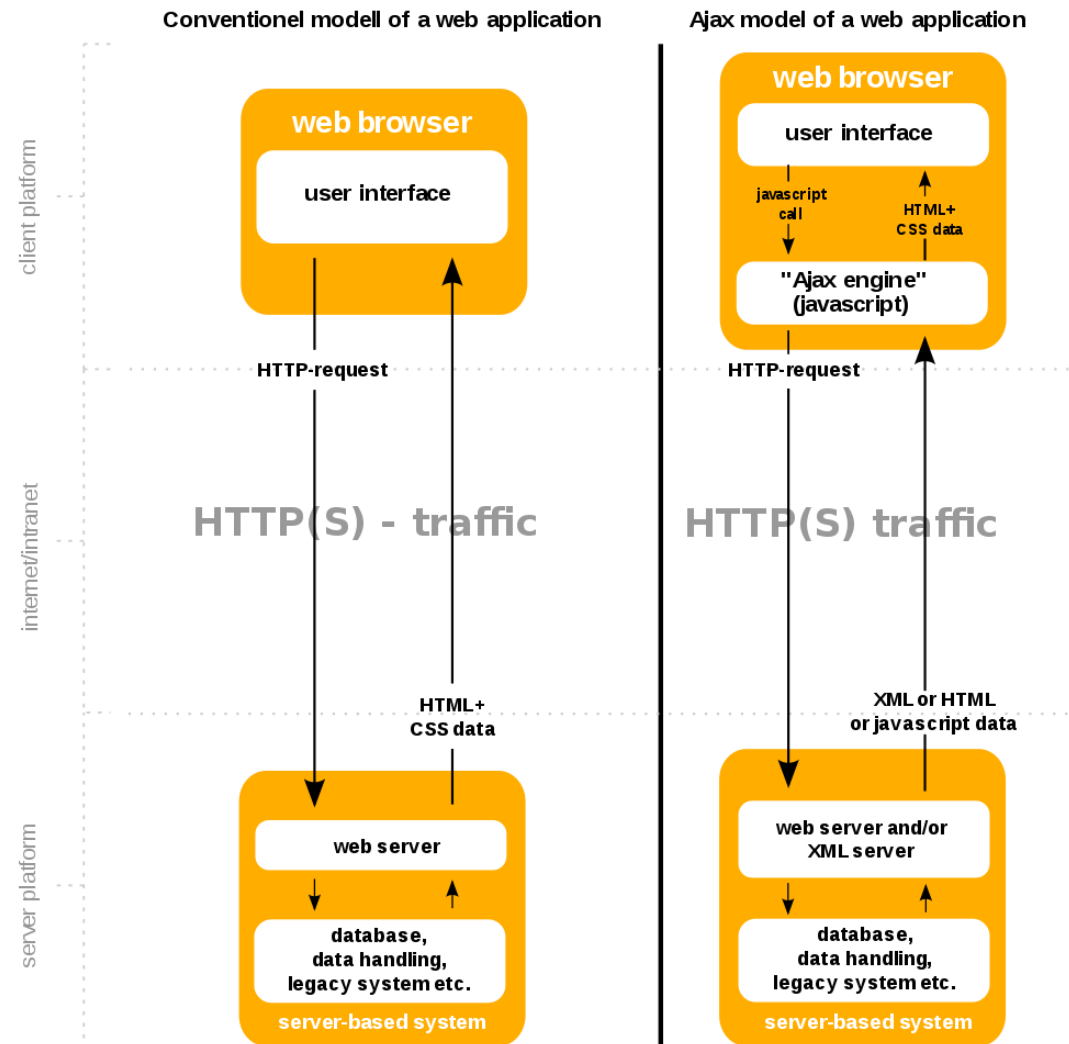 Conventionel modell of a web application
Ajax model of a web application
client platform
internet/intranet
server platform
web browser
user interface
HTTP-request
HTTP(S) - traffic
HTML+
CSS data
web server
database,
data handling,
legacy system etc.
server-based system
web browser
user interface
javascript
call
HTML+
CSS data
"Ajax engine"
(javascript)
HTTP-request
HTTP(S) traffic
XML or HTML
or javascript data
web server and/or
XML server
database,
data handling,
legacy system etc.
server-based system